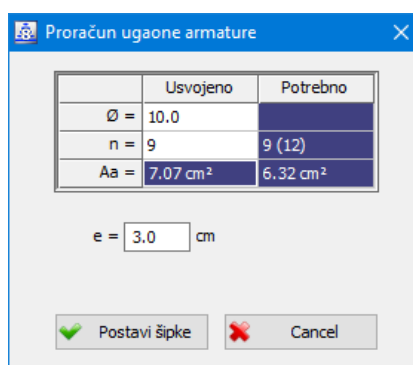 Proračun ugaone armature
Usvojeno Potrebno
Ø = 10.0
n = 9 9 (12)
Aa = 7.07 cm² 6.32 cm²
e = 3.0 cm
Postavi šipke Cancel